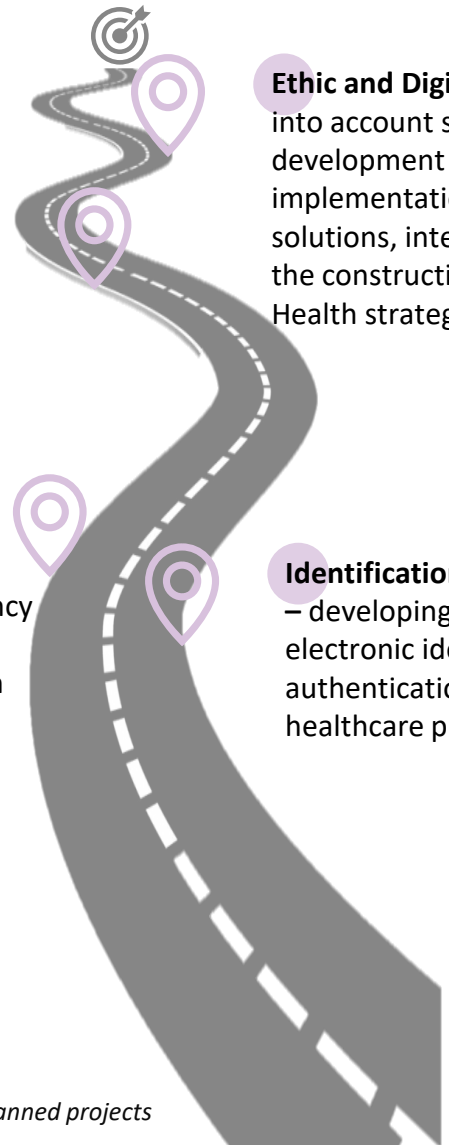 Ethic and Digi
into account s
development
implementatio
solutions, inte
the constructi
Health strateg
ncy
n
Identification
– developing
electronic ide
authenticatio
healthcare p
anned projects